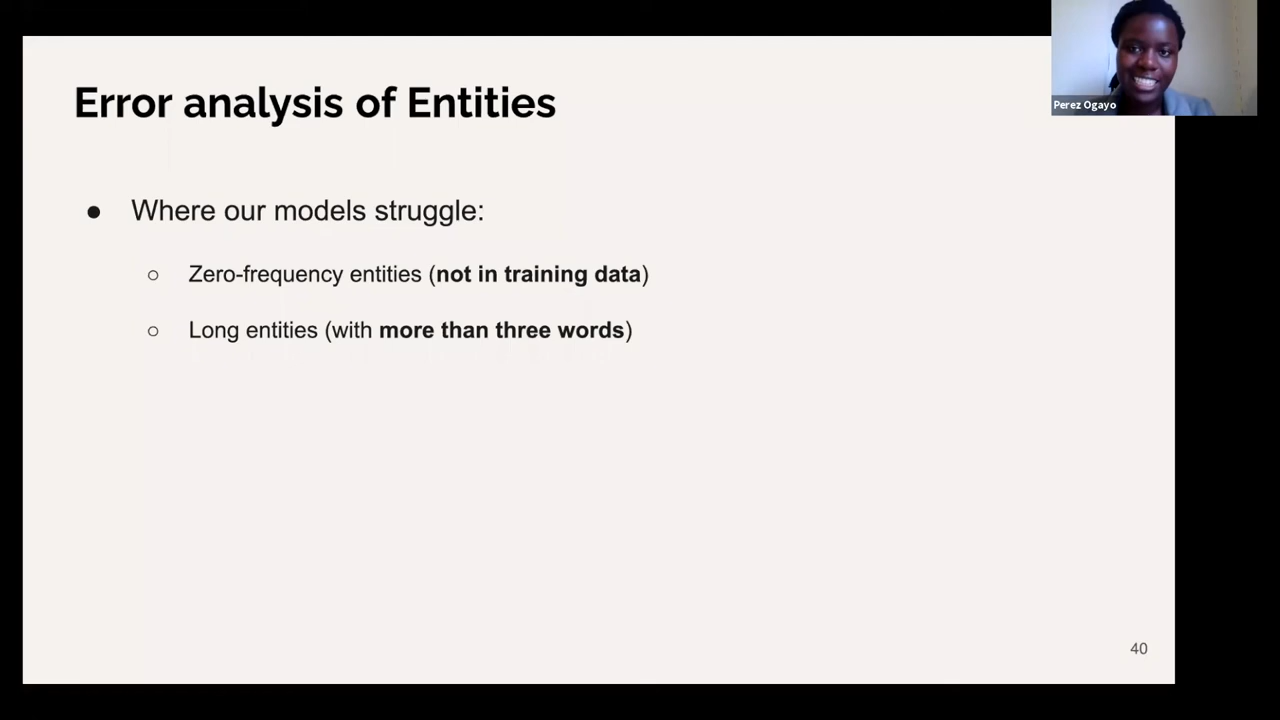 Error analysis of Entities
Perez Ogayo
● Where our models struggle:
○ Zero-frequency entities (not in training data)
○ Long entities (with more than three words)
40